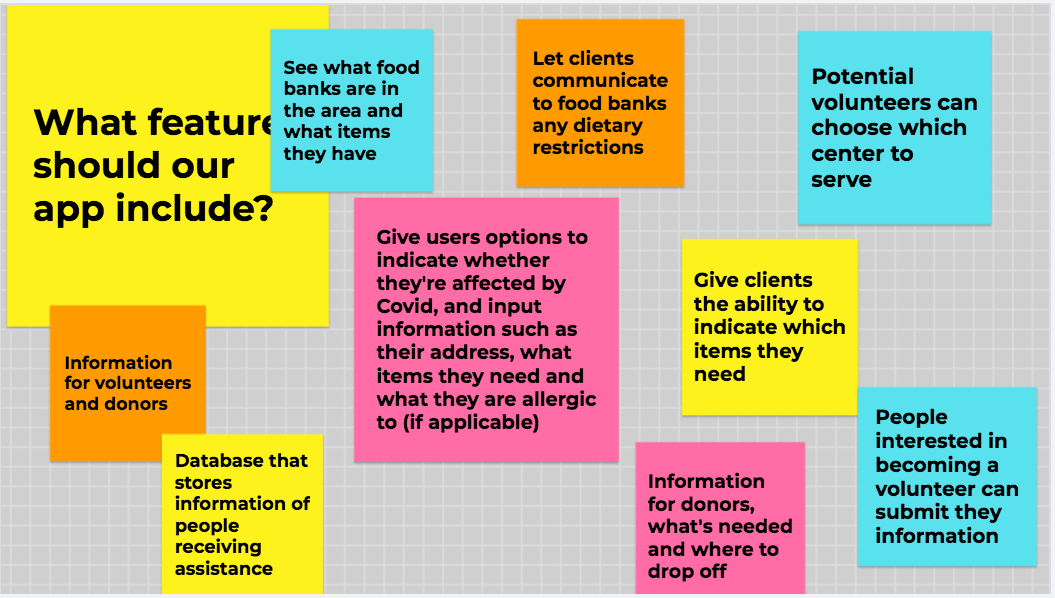 What feature
should our
app include?
See what food
banks are in
the area and
what items
they have
Let clients
communicate
to food banks
any dietary
restrictions
Potential
volunteers can
choose which
center to
serve
Give users options to
indicate whether
they're affected by
Covid, and input
information such as
their address, what
items they need and
what they are allergic
to (if applicable)
Give clients
the ability to
indicate which
items they
need
Information
for volunteers
and donors
People
interested in
becoming a
volunteer can
submit they
information
Database that
stores
information of
people
receiving
assistance
Information
for donors,
what's needed
and where to
drop off